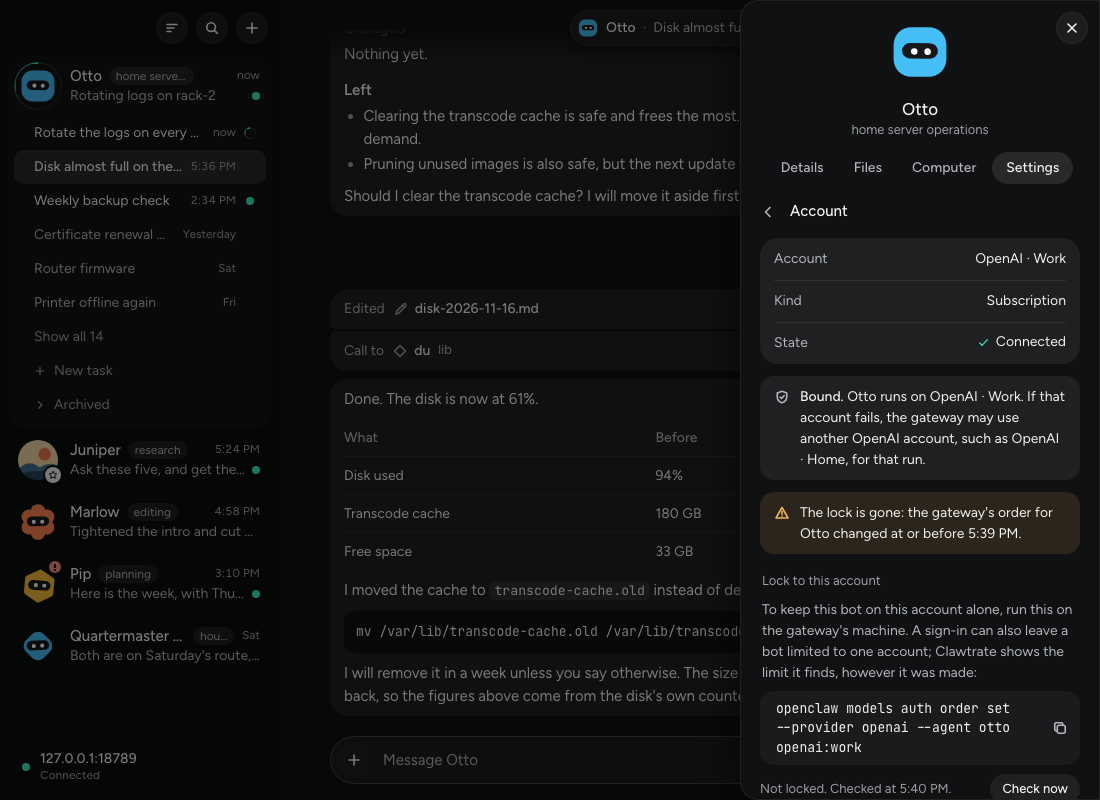 Otto
home serve...
now
Rotating logs on rack-2
Rotate the logs on every ...
now
Disk almost full on the...
5:36 PM
Weekly backup check
2:34 PM
Certificate renewal ...
Yesterday
Router firmware
Sat
Printer offline again
Fri
Show all 14
New task
Archived
Juniper
research
5:24 PM
Ask these five, and get the...
Marlow
editing
4:58 PM
Tightened the intro and cut ...
Pip
planning
3:10 PM
Here is the week, with Thu...
Quartermaster ...
hou...
Sat
Both are on Saturday's route,...
127.0.0.1:18789
Connected
Otto · Disk almost fu
Changed
Nothing yet.
Left
Clearing the transcode cache is safe and frees the most.
demand.
Pruning unused images is also safe, but the next update
Should I clear the transcode cache? I will move it aside first
Edited
disk-2026-11-16.md
Call to
du
lib
Done. The disk is now at 61%.
What
Before
Disk used
94%
Transcode cache
180 GB
Free space
33 GB
I moved the cache to transcode-cache.old instead of de
mv /var/lib/transcode-cache.old /var/lib/transcod
I will remove it in a week unless you say otherwise. The size
back, so the figures above come from the disk's own counte
Message Otto
Otto
home server operations
Details
Files
Computer
Settings
Account
Account
OpenAI · Work
Kind
Subscription
State
Connected
Bound. Otto runs on OpenAI · Work. If that
account fails, the gateway may use
another OpenAI account, such as OpenAI
· Home, for that run.
The lock is gone: the gateway's order for
Otto changed at or before 5:39 PM.
Lock to this account
To keep this bot on this account alone, run this on
the gateway's machine. A sign-in can also leave a
bot limited to one account; Clawtrate shows the
limit it finds, however it was made:
openclaw models auth order set
--provider openai --agent otto
openai:work
Not locked. Checked at 5:40 PM.
Check now